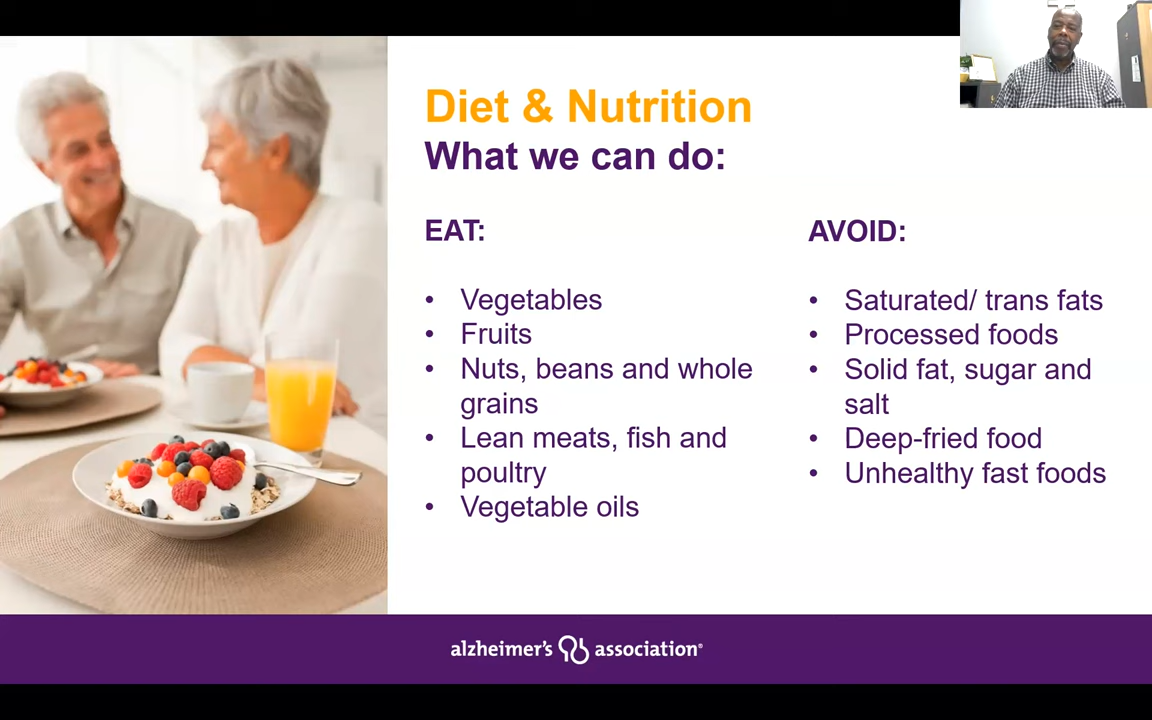 Diet & Nutrition
What we can do:
EAT:
• Vegetables
• Fruits
• Nuts, beans and whole
grains
• Lean meats, fish and
poultry
• Vegetable oils
AVOID:
• Saturated/ trans fats
• Processed foods
• Solid fat, sugar and
salt
• Deep-fried food
• Unhealthy fast foods
alzheimer's association®